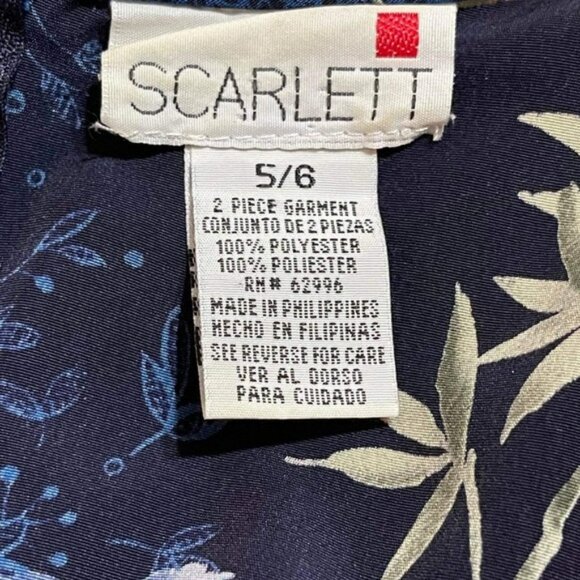 SCARLETT
5/6
2 PIECE GARMENT
CONJUNTO DE 2 PIEZAS
100% POLYESTER
100% POLIESTER
RN# 62996
MADE IN PHILIPPINES
HECHO EN FILIPINAS
SEE REVERSE FOR CARE
VER AL DORSO
PARA CUIDADO